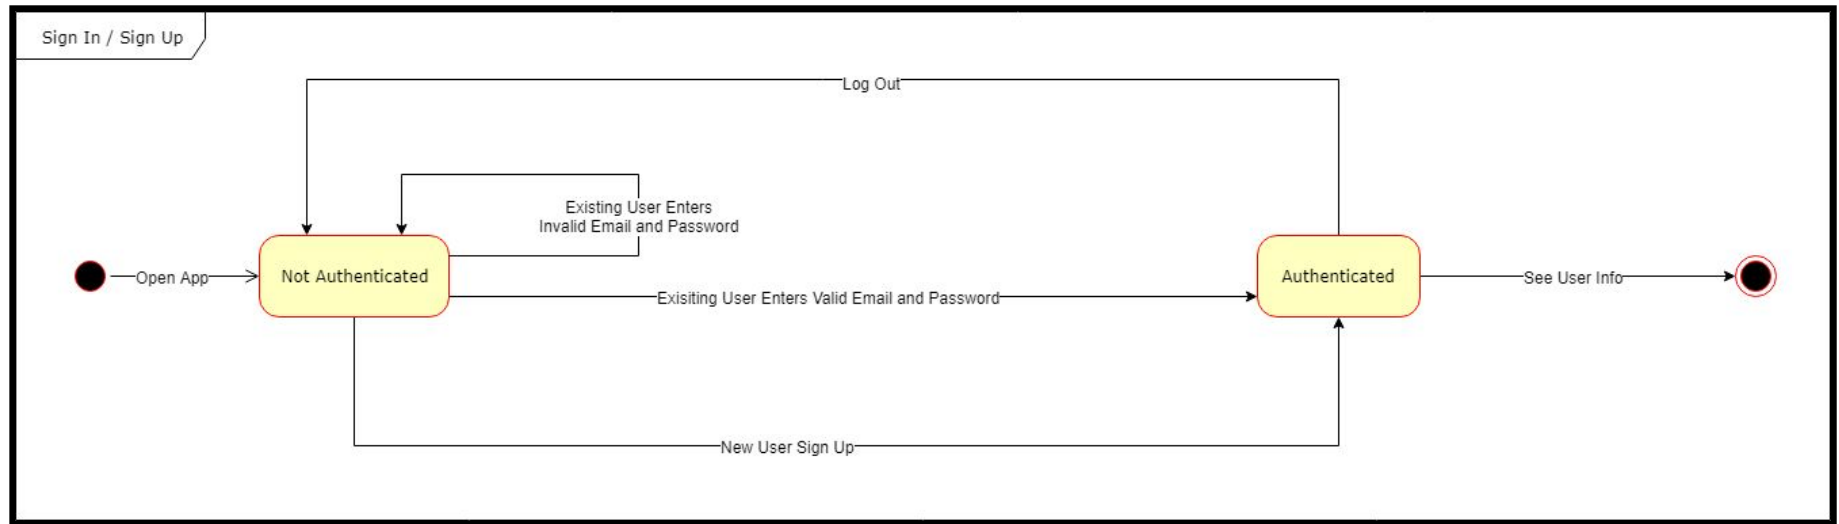 Sign In / Sign Up
Log Out
Existing User Enters
Invalid Email and Password
Open App
Not Authenticated
Exisiting User Enters Valid Email and Password
Authenticated
See User Info
New User Sign Up